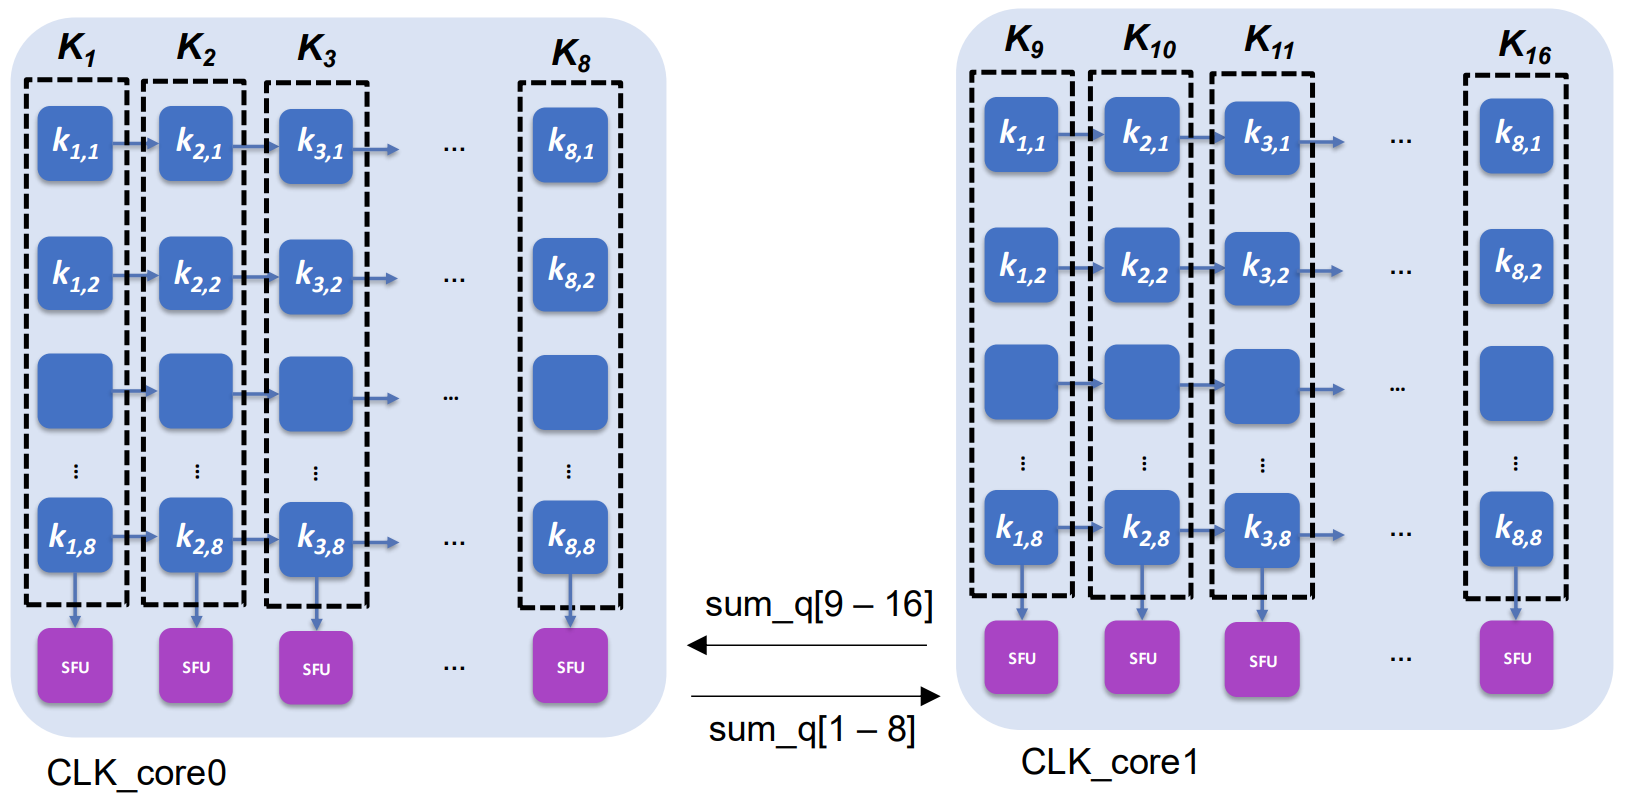 K1 K2 K3 K8
k1,1 k2,1 k3,1 ... k8,1
k1,2 k2,2 k3,2 ... k8,2
...
... ... ... ...
k1,8 k2,8 k3,8 ... k8,8
SFU SFU SFU ... SFU
CLK_core0
sum_q[9 – 16]
sum_q[1 – 8]
K9 K10 K11 K16
k1,1 k2,1 k3,1 ... k8,1
k1,2 k2,2 k3,2 ... k8,2
...
... ... ... ...
k1,8 k2,8 k3,8 ... k8,8
SFU SFU SFU ... SFU
CLK_core1